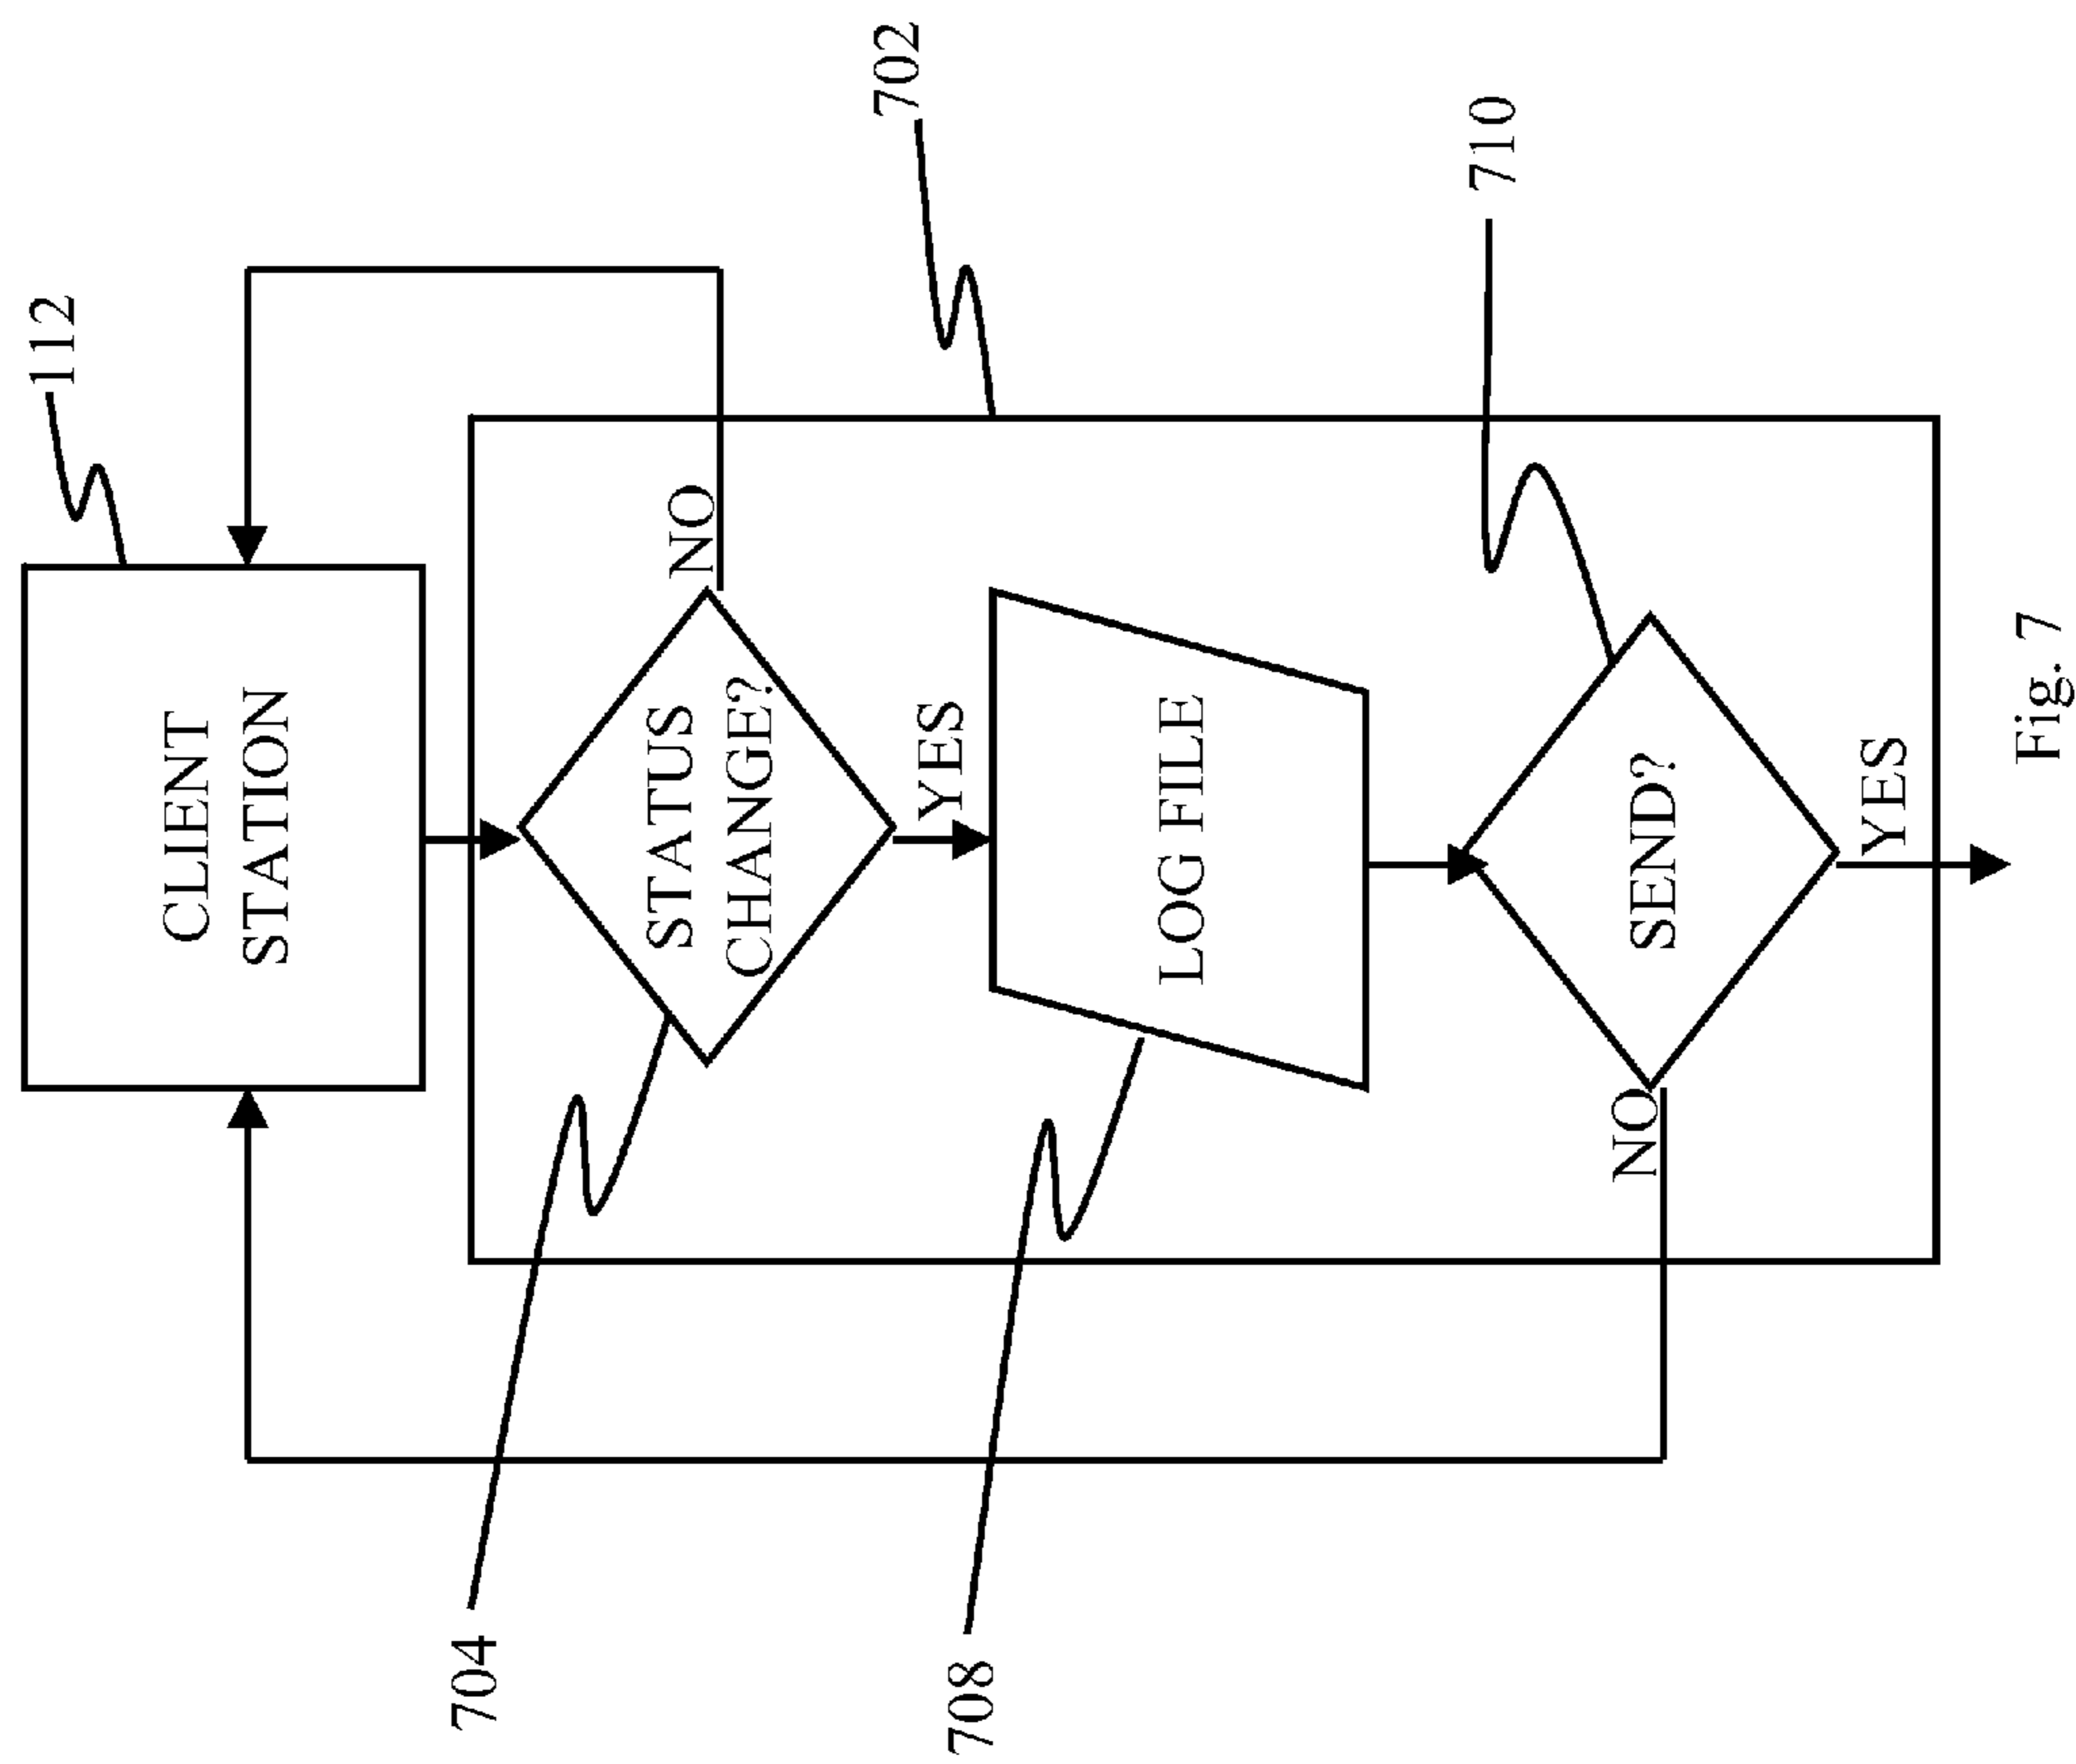 112
CLIENT
STATION
702
NO
704
STATUS
CHANGE?
YES
708
LOG FILE
710
NO
SEND?
YES
Fig. 7